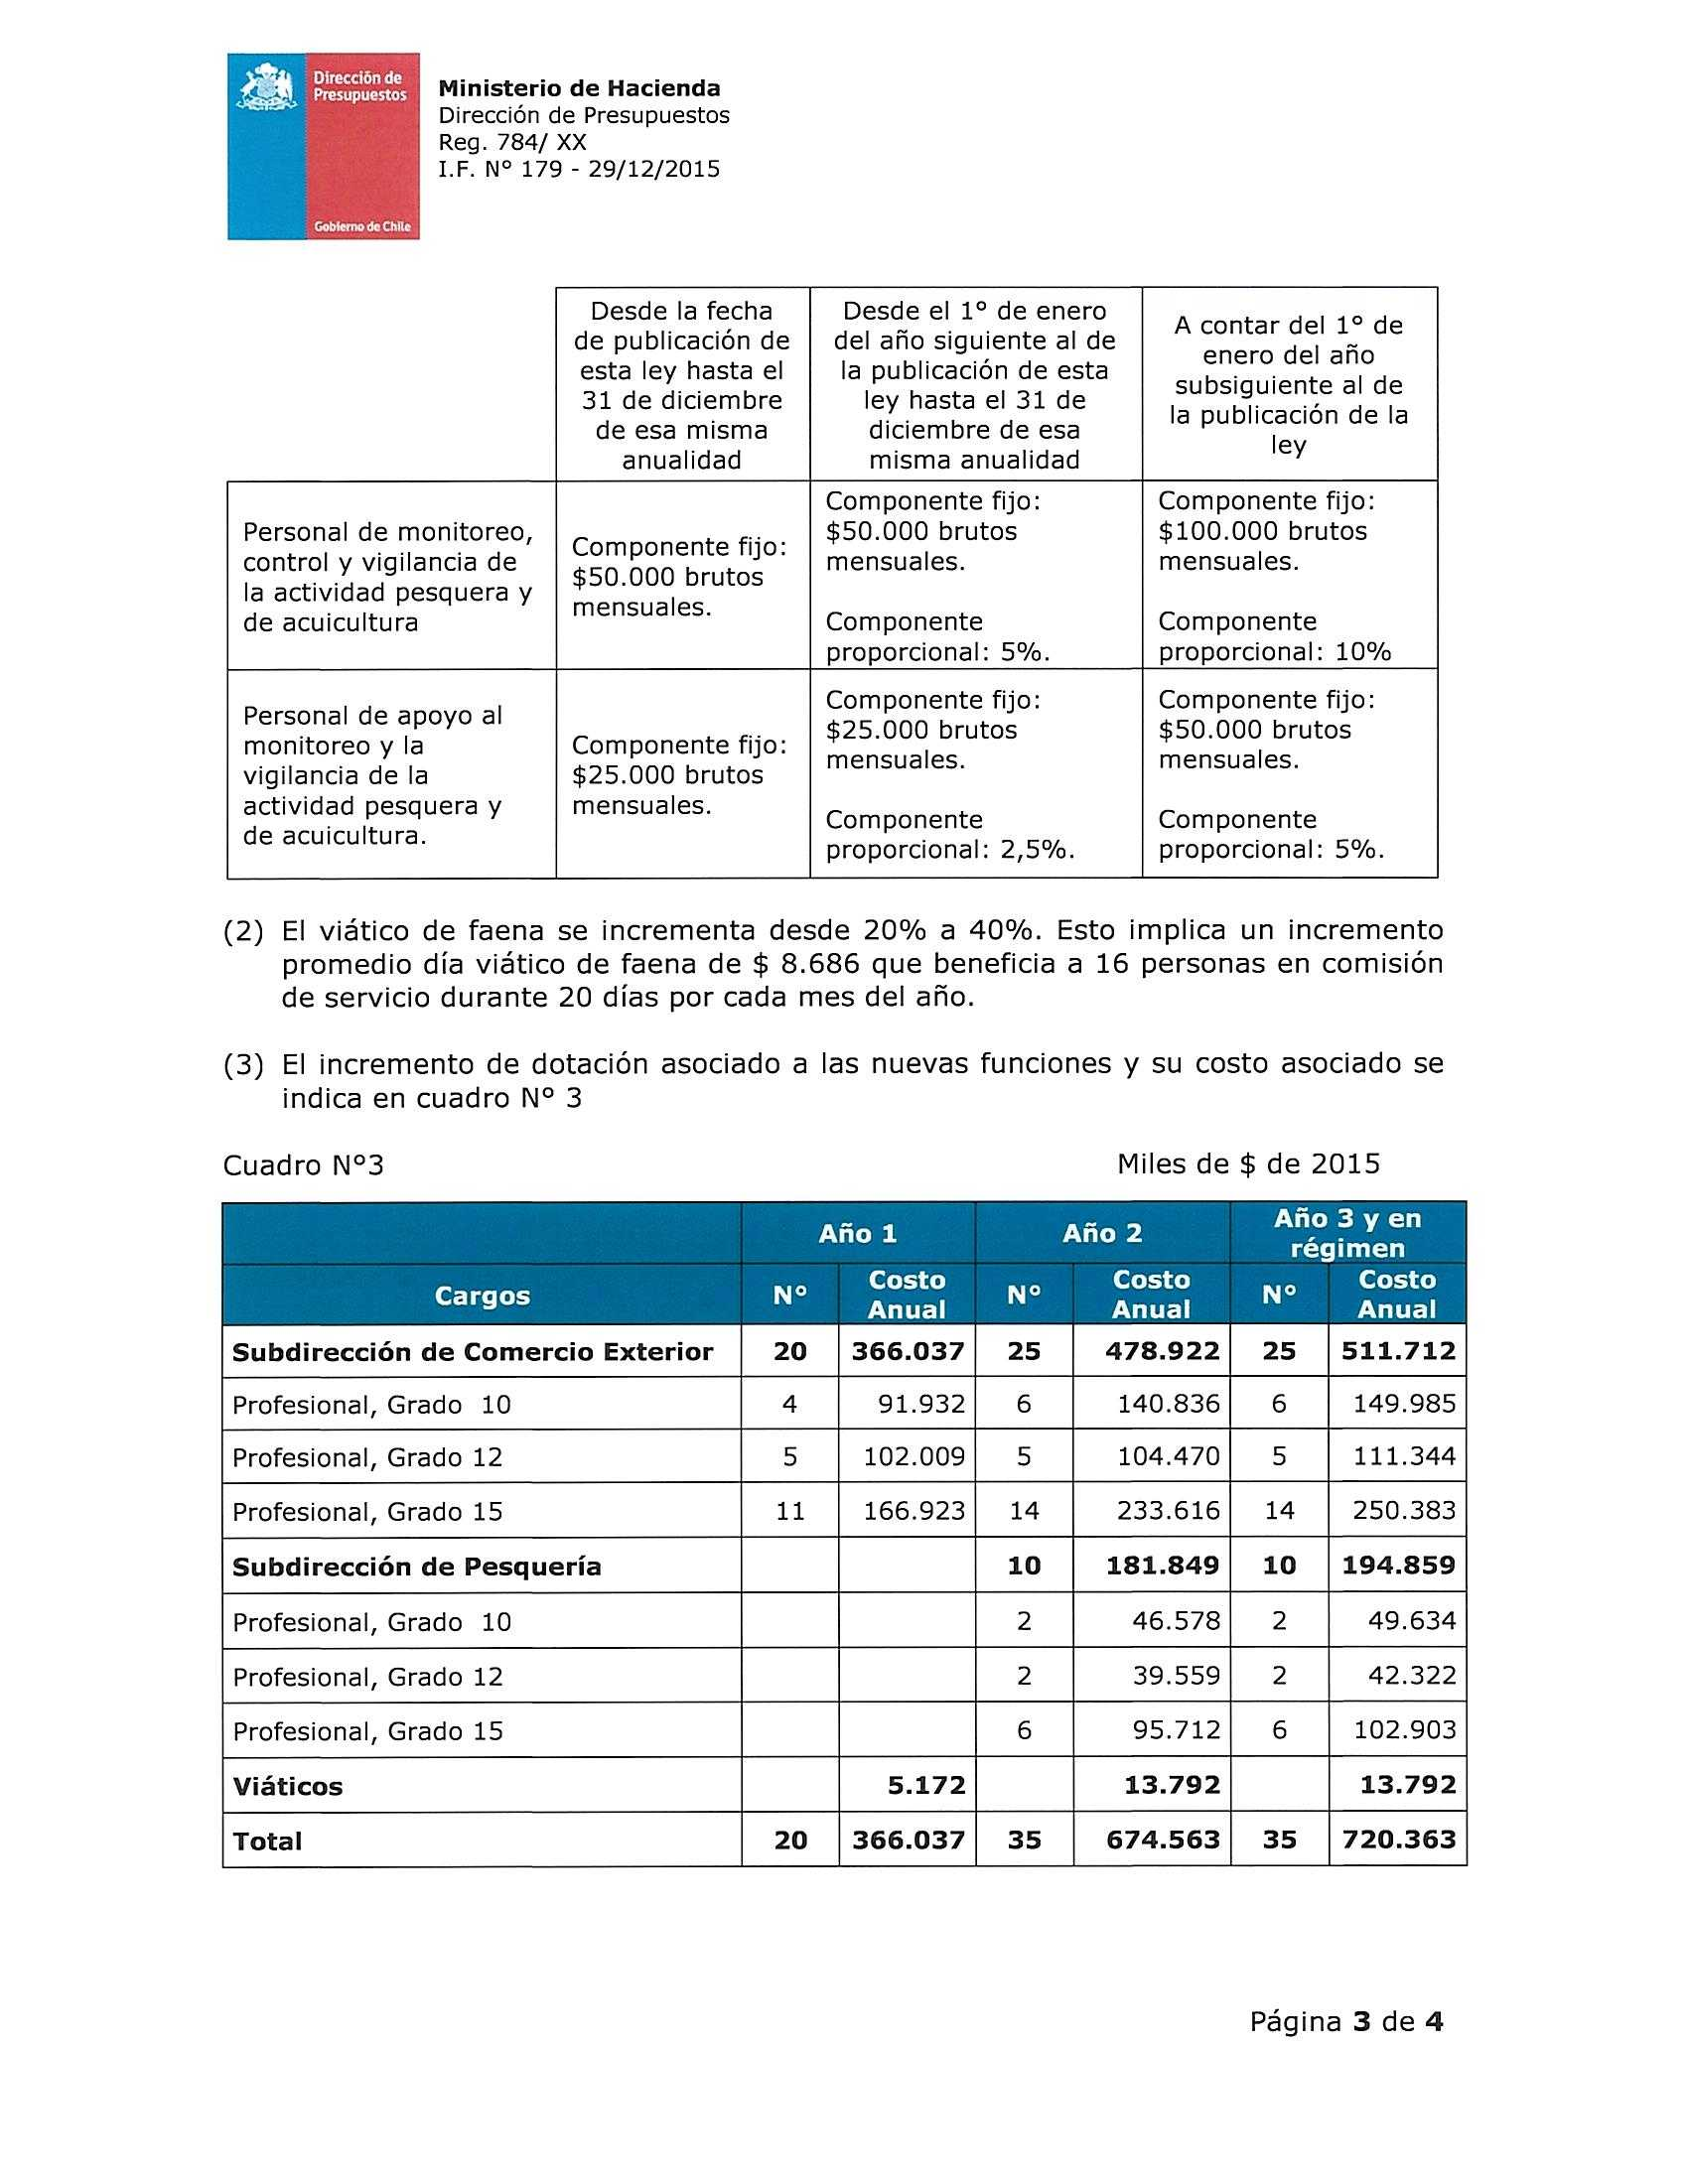 Dirección de
Presupuestos
Gobierno de Chile
Ministerio de Hacienda
Dirección de Presupuestos
Reg. 784/ XX
I.F. N° 179 - 29/12/2015
Desde la fecha
de publicación de
esta ley hasta el
31 de diciembre
de esa misma
anualidad
Desde el 1° de enero
del año siguiente al de
la publicación de esta
ley hasta el 31 de
diciembre de esa
misma anualidad
A contar del 1° de
enero del año
subsiguiente al de
la publicación de la
ley
Personal de monitoreo,
control y vigilancia de
la actividad pesquera y
de acuicultura
Componente fijo:
$50.000 brutos
mensuales.
Componente fijo:
$50.000 brutos
mensuales.
Componente
proporcional: 5%.
Componente fijo:
$100.000 brutos
mensuales.
Componente
proporcional: 10%
Personal de apoyo al
monitoreo y la
vigilancia de la
actividad pesquera y
de acuicultura.
Componente fijo:
$25.000 brutos
mensuales.
Componente fijo:
$25.000 brutos
mensuales.
Componente
proporcional: 2,5%.
Componente fijo:
$50.000 brutos
mensuales.
Componente
proporcional: 5%.
(2) El viático de faena se incrementa desde 20% a 40%. Esto implica un incremento
promedio día viático de faena de $ 8.686 que beneficia a 16 personas en comisión
de servicio durante 20 días por cada mes del año.
(3) El incremento de dotación asociado a las nuevas funciones y su costo asociado se
indica en cuadro N° 3
Cuadro N°3 Miles de $ de 2015
Año 1 Año 2 Año 3 y en
régimen
Cargos N° Costo
Anual N° Costo
Anual N° Costo
Anual
Subdirección de Comercio Exterior 20 366.037 25 478.922 25 511.712
Profesional, Grado 10 4 91.932 6 140.836 6 149.985
Profesional, Grado 12 5 102.009 5 104.470 5 111.344
Profesional, Grado 15 11 166.923 14 233.616 14 250.383
Subdirección de Pesquería 10 181.849 10 194.859
Profesional, Grado 10 2 46.578 2 49.634
Profesional, Grado 12 2 39.559 2 42.322
Profesional, Grado 15 6 95.712 6 102.903
Viáticos 5.172 13.792 13.792
Total 20 366.037 35 674.563 35 720.363
Página 3 de 4